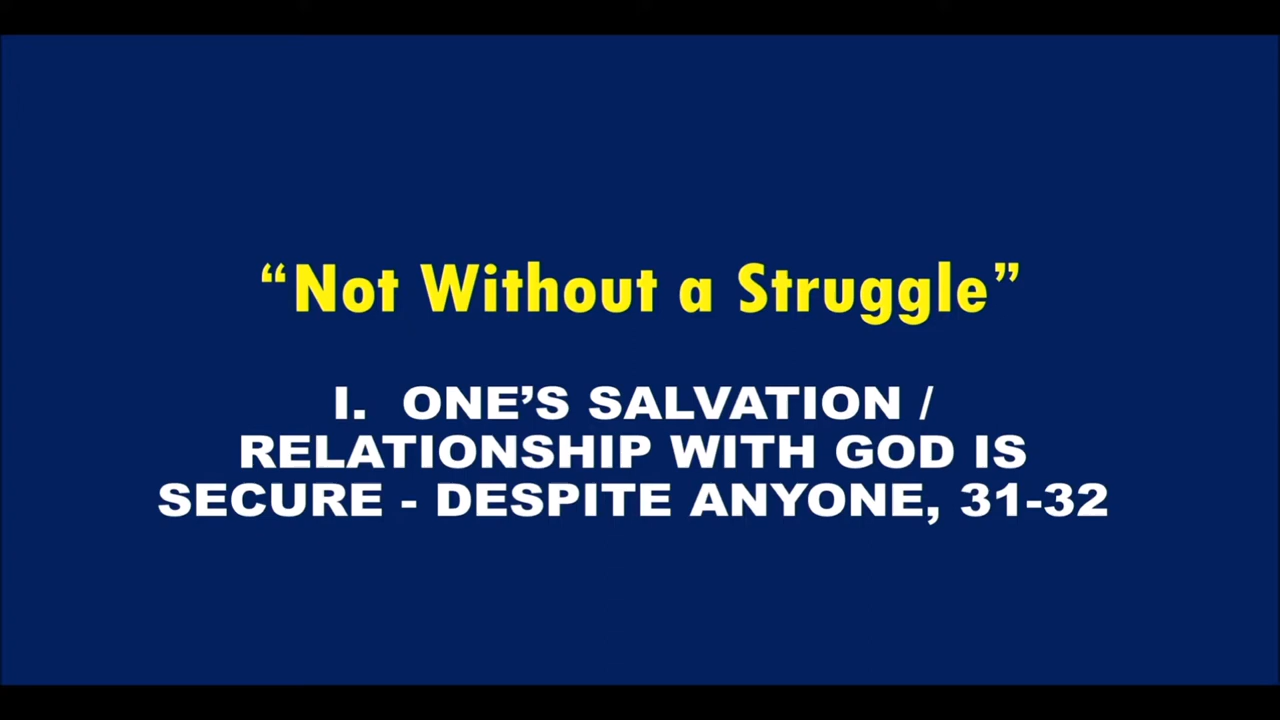 “Not Without a Struggle”
I. ONE’S SALVATION /
RELATIONSHIP WITH GOD IS
SECURE - DESPITE ANYONE, 31-32